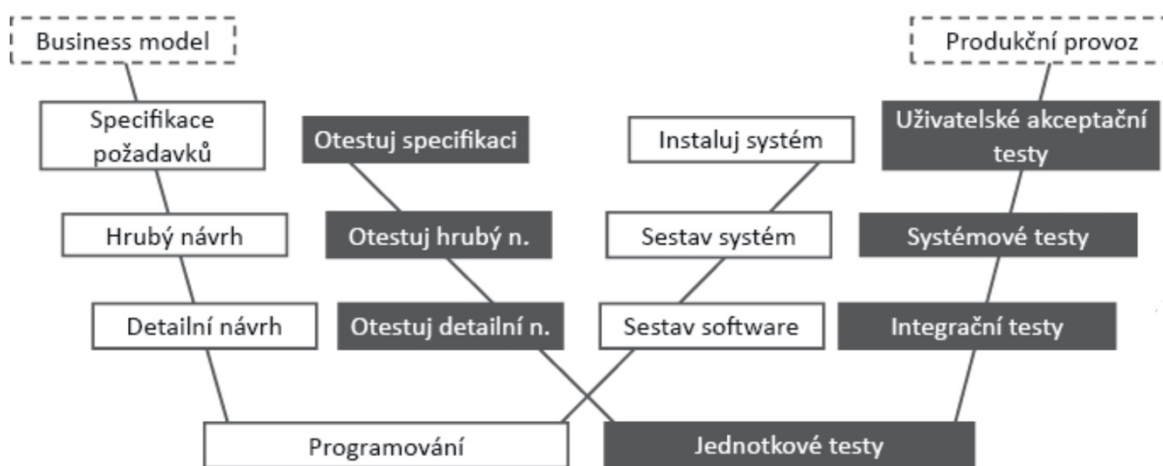 Business model
Produkční provoz
Specifikace
požadavků
Otestuj specifikaci
Instaluj systém
Uživatelské akceptační
testy
Hrubý návrh
Otestuj hrubý n.
Sestav systém
Systémové testy
Detailní návrh
Otestuj detailní n.
Sestav software
Integrační testy
Programování
Jednotkové testy